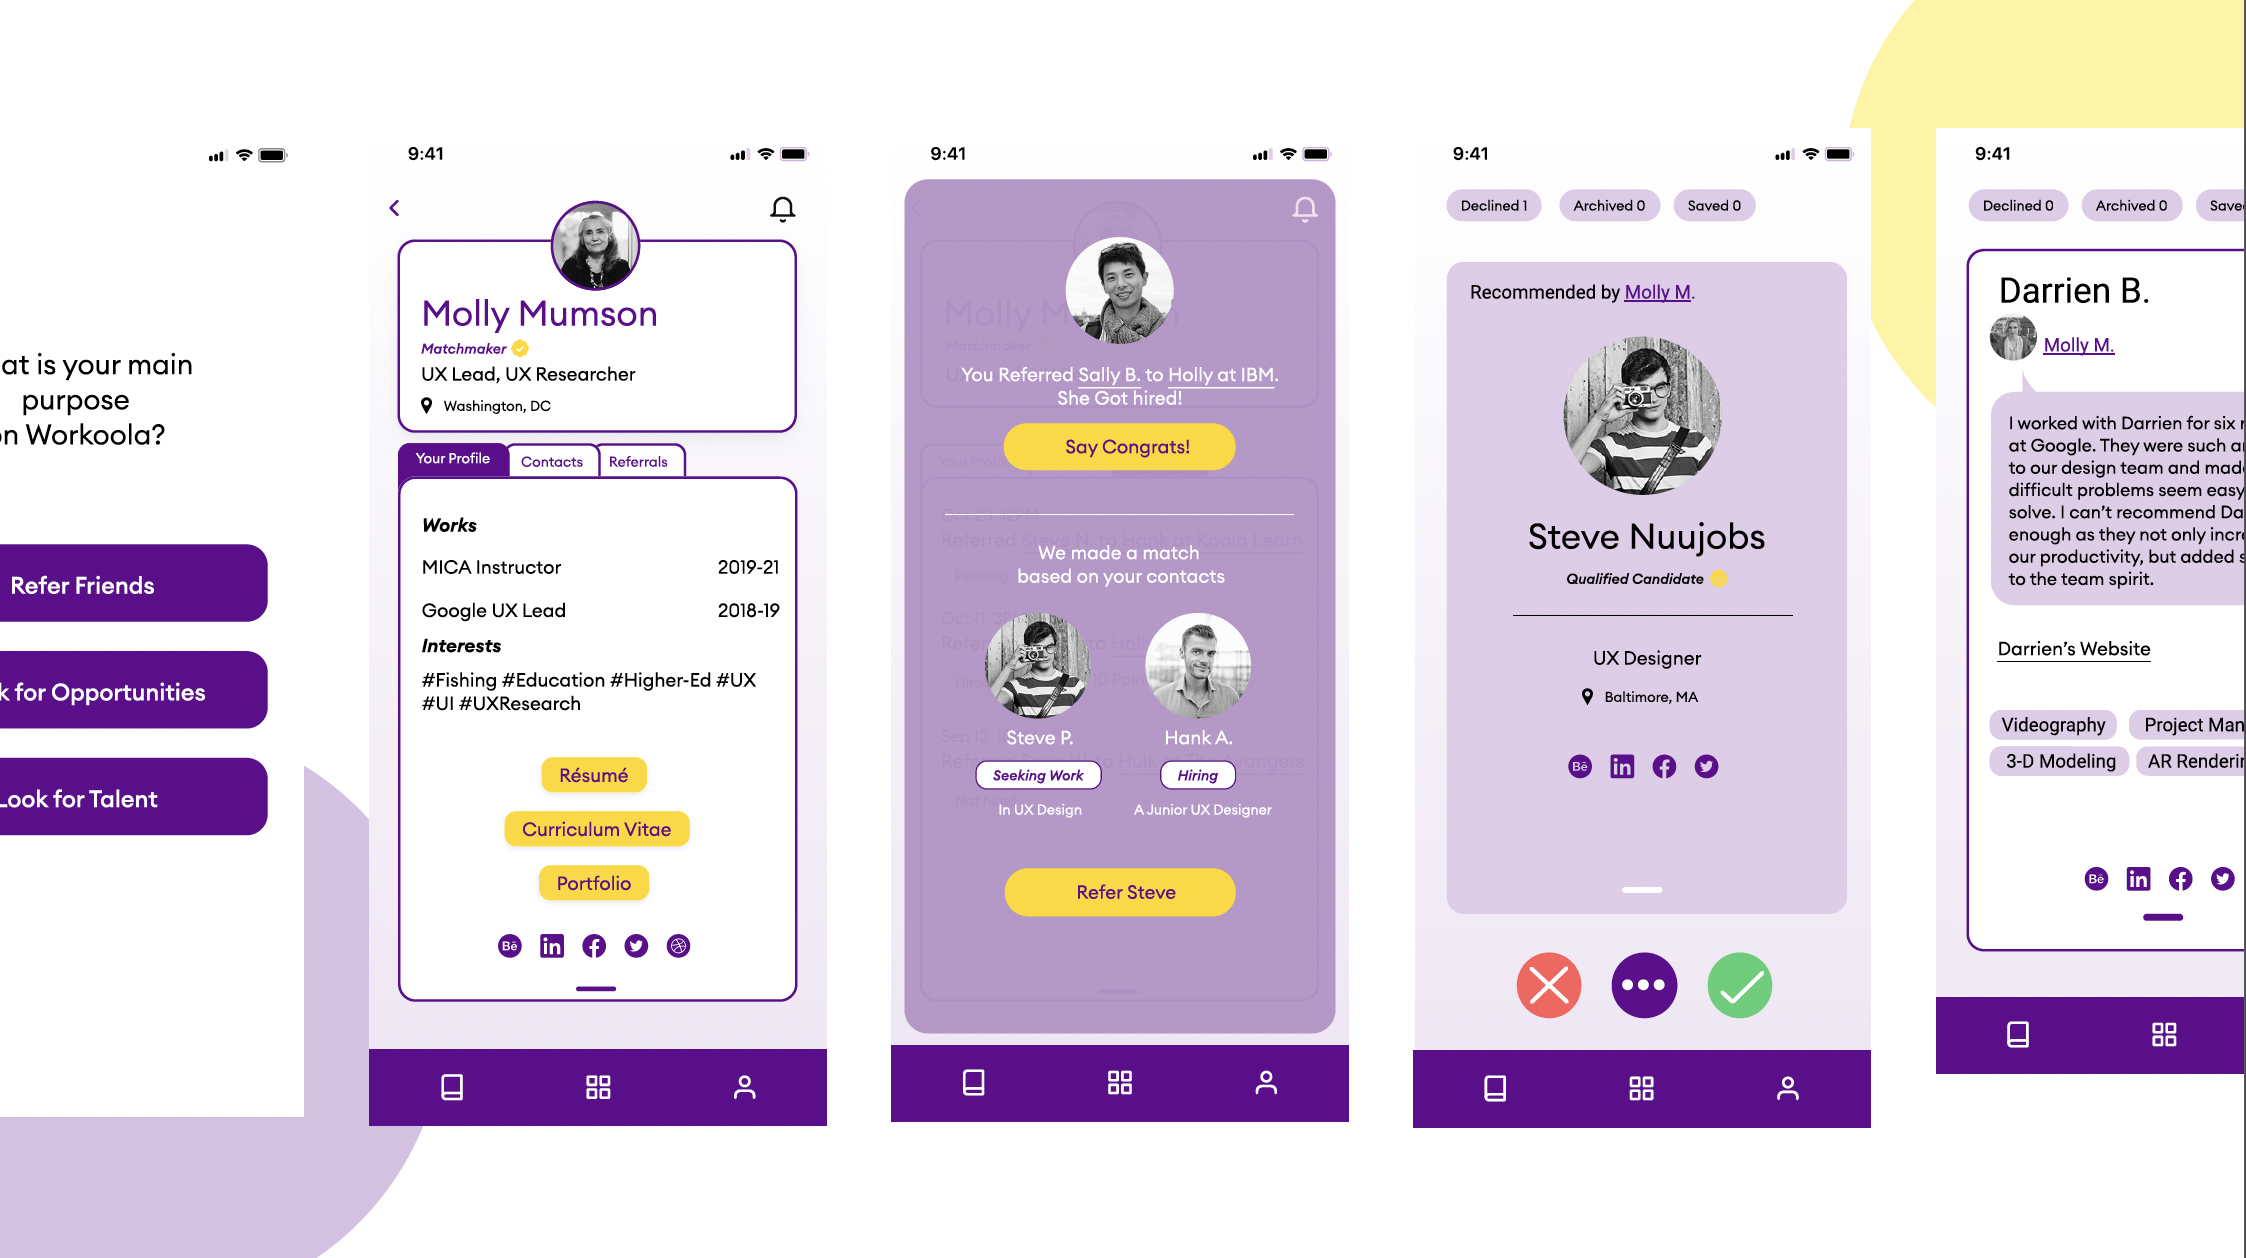 at is your main
purpose
n Workoola?
Refer Friends
k for Opportunities
Look for Talent
9:41
Molly Mumson
Matchmaker
UX Lead, UX Researcher
Washington, DC
Your Profile
Contacts
Referrals
Works
MICA Instructor 2019-21
Google UX Lead 2018-19
Interests
#Fishing #Education #Higher-Ed #UX
#UI #UXResearch
Résumé
Curriculum Vitae
Portfolio
Bē in
9:41
You Referred Sally B. to Holly at IBM.
She Got hired!
Say Congrats!
We made a match
based on your contacts
Steve P.
Hank A.
Seeking Work
Hiring
In UX Design
A Junior UX Designer
Refer Steve
9:41
Declined 1
Archived 0
Saved 0
Recommended by Molly M.
Steve Nuujobs
Qualified Candidate
UX Designer
Baltimore, MA
Bē in
9:41
Declined 0
Archived 0
Save
Darrien B.
Molly M.
I worked with Darrien for six
at Google. They were such a
to our design team and mad
difficult problems seem easy
solve. I can't recommend Da
enough as they not only incr
our productivity, but added s
to the team spirit.
Darrien's Website
Videography
Project Man
3-D Modeling
AR Renderin
Bē in